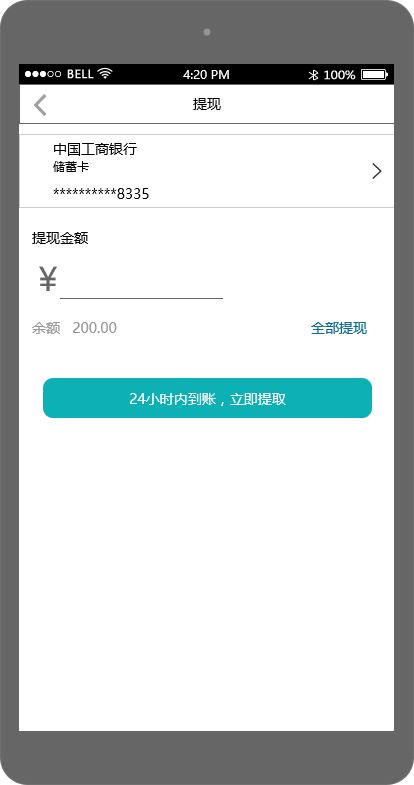 BELL 4:20 PM 100%
提现
中国工商银行
储蓄卡
**********8335
提现金额
¥
余额 200.00 全部提现
24小时内到账，立即提取